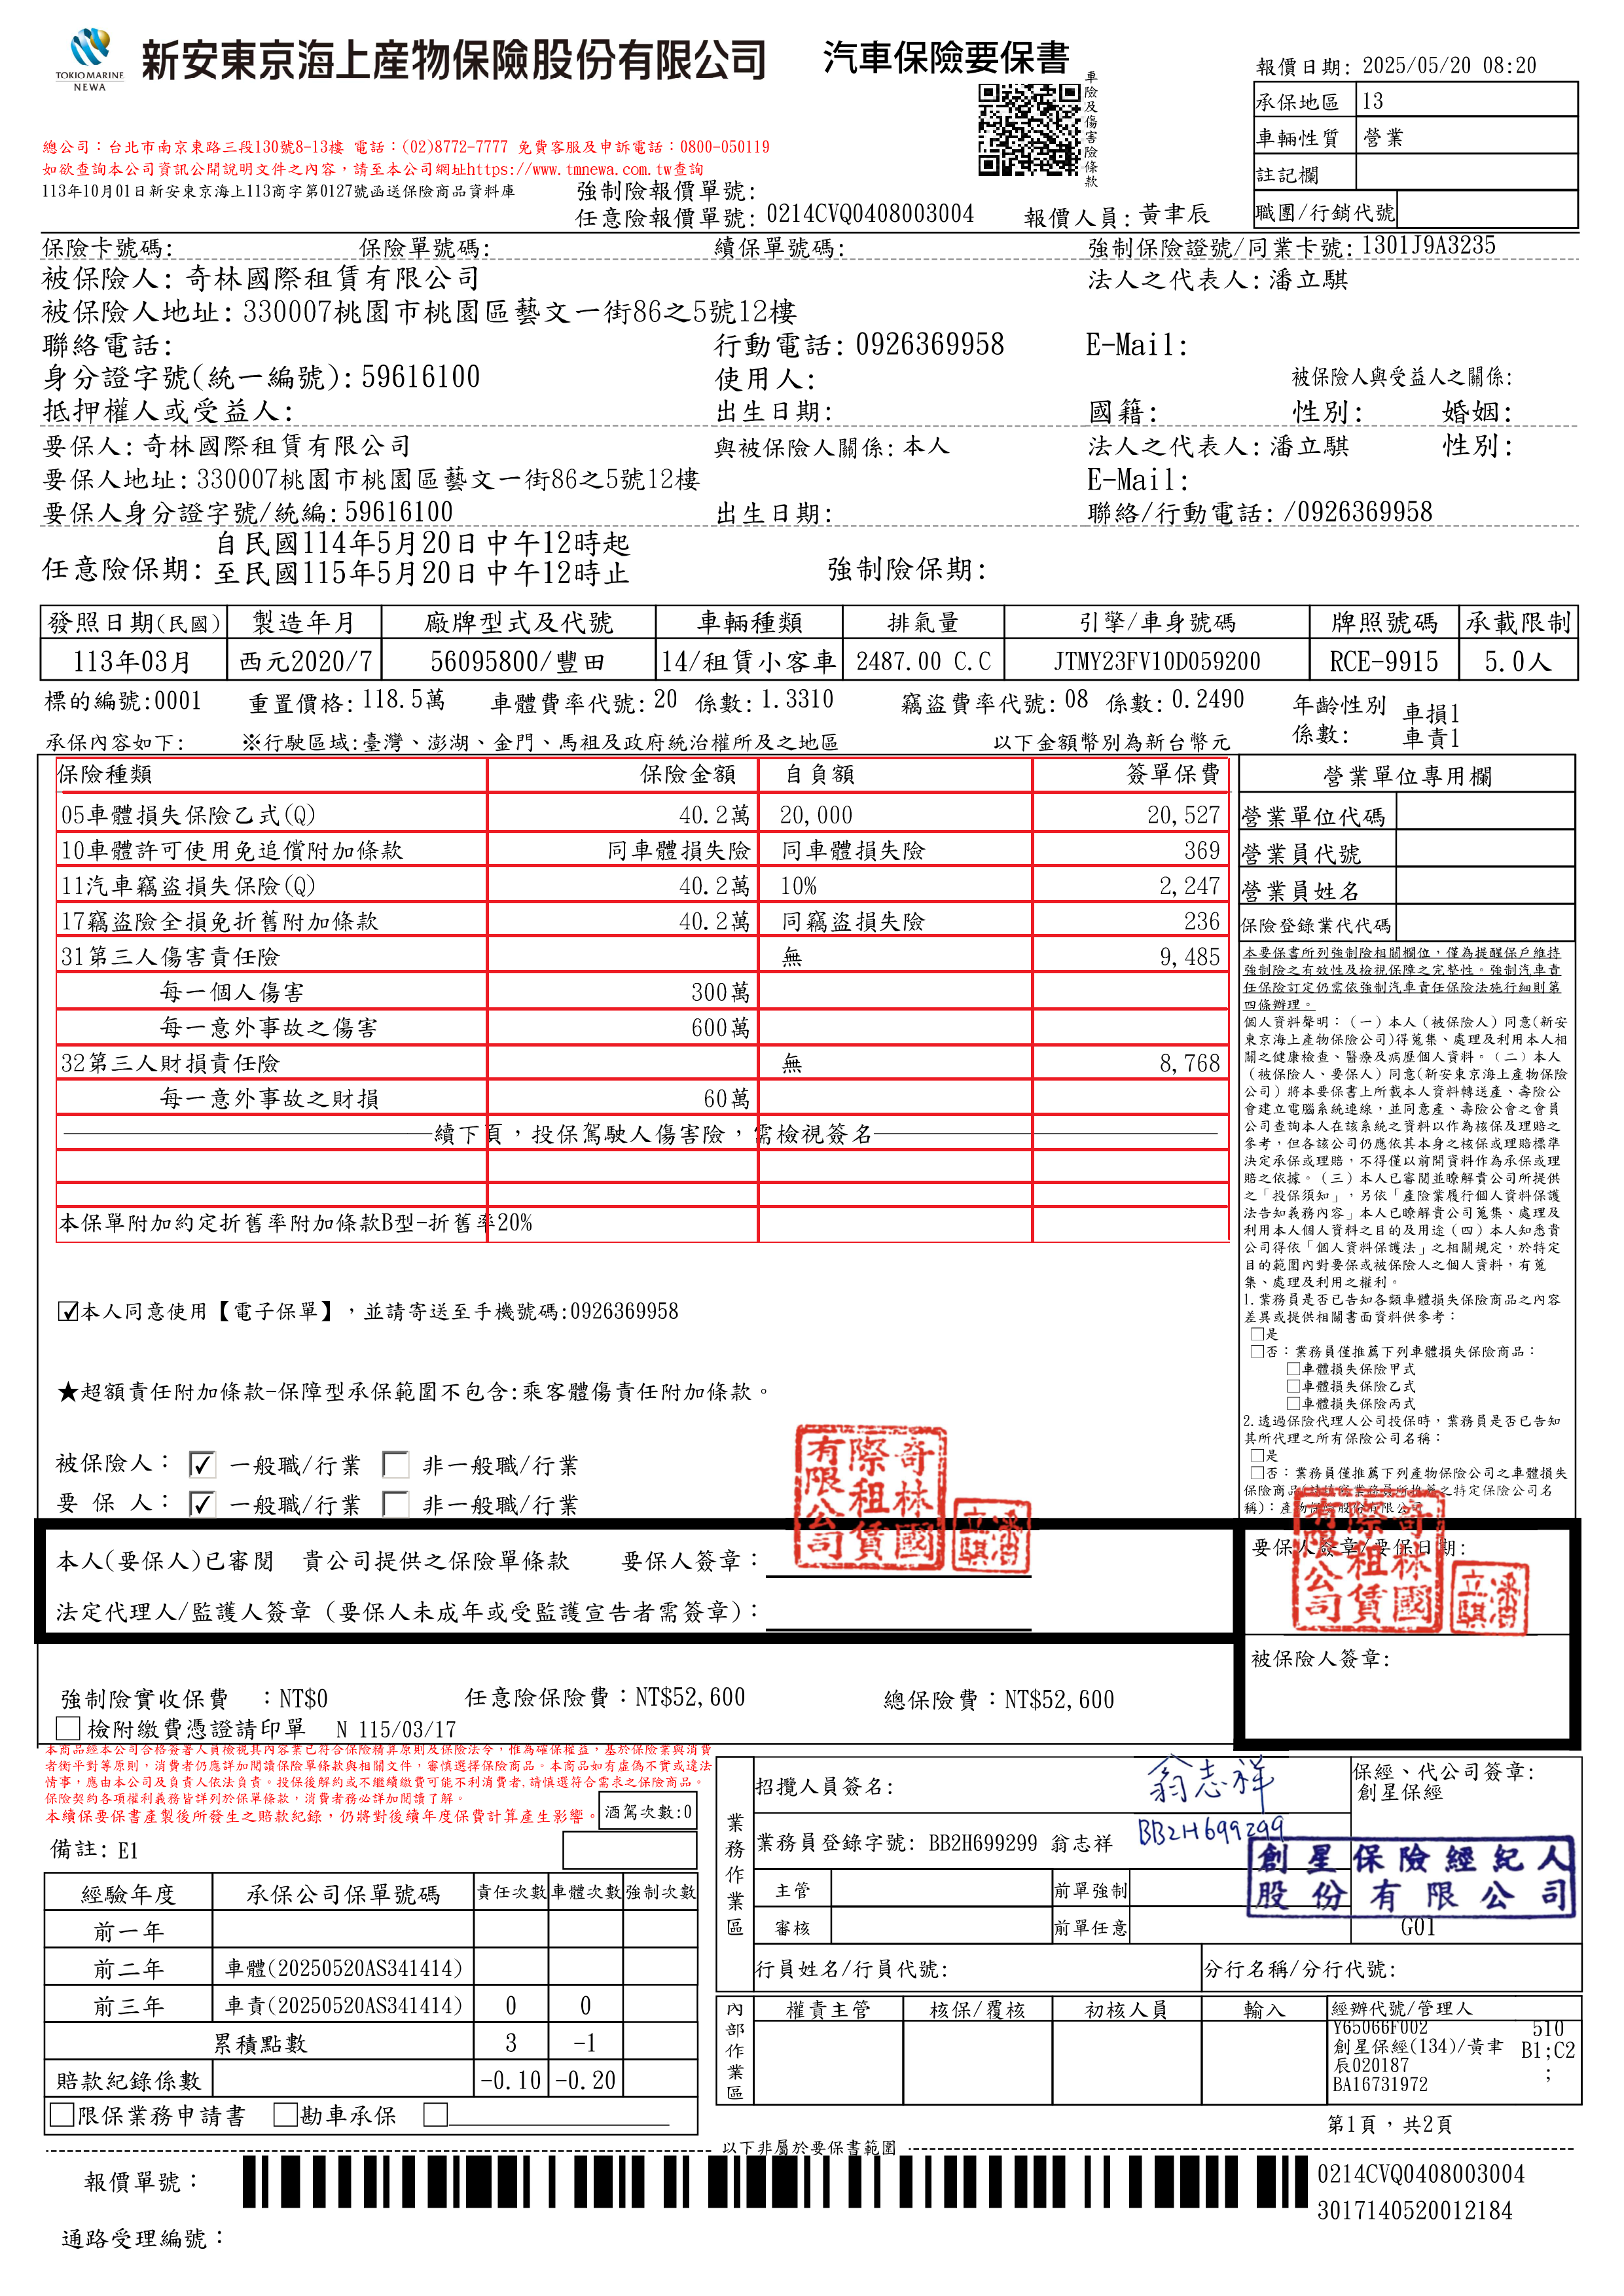 TOKIO MARINE
NEWA
新安東京海上產物保險股份有限公司
汽車保險要保書
車險及傷害險條款
報價日期: 2025/05/20 08:20
承保地區 13
車輛性質 營業
註記欄
職團/行銷代號
總公司：台北市南京東路三段130號8-13樓 電話：(02)8772-7777 免費客服及申訴電話：0800-050119
如欲查詢本公司資訊公開說明文件之內容，請至本公司網址https://www.tmnewa.com.tw查詢
113年10月01日新安東京海上113商字第0127號函送保險商品資料庫
強制險報價單號:
任意險報價單號: 0214CVQ0408003004 報價人員: 黃聿辰
保險卡號碼: 保險單號碼: 續保單號碼: 強制保險證號/同業卡號: 1301J9A3235
被保險人: 奇林國際租賃有限公司 法人之代表人: 潘立騏
被保險人地址: 330007桃園市桃園區藝文一街86之5號12樓
聯絡電話: 行動電話: 0926369958 E-Mail:
身分證字號(統一編號): 59616100 使用人: 被保險人與受益人之關係:
抵押權人或受益人: 出生日期: 國籍: 性別: 婚姻:
要保人: 奇林國際租賃有限公司 與被保險人關係: 本人 法人之代表人: 潘立騏 性別:
要保人地址: 330007桃園市桃園區藝文一街86之5號12樓 E-Mail:
要保人身分證字號/統編: 59616100 出生日期: 聯絡/行動電話: /0926369958
任意險保期: 自民國114年5月20日中午12時起
至民國115年5月20日中午12時止 強制險保期:
發照日期(民國) 製造年月 廠牌型式及代號 車輛種類 排氣量 引擎/車身號碼 牌照號碼 承載限制
113年03月 西元2020/7 56095800/豐田 14/租賃小客車 2487.00 C.C JTMY23FV10D059200 RCE-9915 5.0人
標的編號:0001 重置價格: 118.5萬 車體費率代號: 20 係數: 1.3310 竊盜費率代號: 08 係數: 0.2490 年齡性別係數: 車損1 車責1
承保內容如下: ※行駛區域:臺灣、澎湖、金門、馬祖及政府統治權所及之地區 以下金額幣別為新台幣元
保險種類 保險金額 自負額 簽單保費
05車體損失保險乙式(Q) 40.2萬 20,000 20,527
10車體許可使用免追償附加條款 同車體損失險 同車體損失險 369
11汽車竊盜損失保險(Q) 40.2萬 10% 2,247
17竊盜險全損免折舊附加條款 40.2萬 同竊盜損失險 236
31第三人傷害責任險 無 9,485
每一個人傷害 300萬
每一意外事故之傷害 600萬
32第三人財損責任險 無 8,768
每一意外事故之財損 60萬
續下頁，投保駕駛人傷害險，需檢視簽名
本保單附加約定折舊率附加條款B型-折舊率20%
☑本人同意使用【電子保單】，並請寄送至手機號碼:0926369958
★超額責任附加條款-保障型承保範圍不包含:乘客體傷責任附加條款。
被保險人： ☑ 一般職/行業 □ 非一般職/行業
要 保 人： ☑ 一般職/行業 □ 非一般職/行業
營業單位專用欄
營業單位代碼
營業員代號
營業員姓名
保險登錄業代代碼
本要保書所列強制險相關欄位，僅為提醒保戶維持
強制險之有效性及檢視保障之完整性。強制汽車責
任保險訂定仍需依強制汽車責任保險法施行細則第
四條辦理。
個人資料聲明：（一）本人（被保險人）同意(新安
東京海上產物保險公司)得蒐集、處理及利用本人相
關之健康檢查、醫療及病歷個人資料。（二）本人
（被保險人、要保人）同意(新安東京海上產物保險
公司）將本要保書上所載本人資料轉送產、壽險公
會建立電腦系統連線，並同意產、壽險公會之會員
公司查詢本人在該系統之資料以作為核保及理賠之
參考，但各該公司仍應依其本身之核保或理賠標準
決定承保或理賠，不得僅以前開資料作為承保或理
賠之依據。（三）本人已審閱並瞭解貴公司所提供
之「投保須知」，另依「產險業履行個人資料保護
法告知義務內容」本人已瞭解貴公司蒐集、處理及
利用本人個人資料之目的及用途（四）本人知悉貴
公司得依「個人資料保護法」之相關規定，於特定
目的範圍內對要保或被保險人之個人資料，有蒐
集、處理及利用之權利。
1.業務員是否已告知各類車體損失保險商品之內容
差異或提供相關書面資料供參考：
□是
□否：業務員僅推薦下列車體損失保險商品：
□車體損失保險甲式
□車體損失保險乙式
□車體損失保險丙式
2.透過保險代理人公司投保時，業務員是否已告知
其所代理之所有保險公司名稱：
□是
□否：業務員僅推薦下列產物保險公司之車體損失
保險商品(請填寫業務員所推薦之特定保險公司名
稱)：產物保險股份有限公司
本人(要保人)已審閱 貴公司提供之保險單條款 要保人簽章：
奇林國際租賃有限公司
潘立騏
法定代理人/監護人簽章（要保人未成年或受監護宣告者需簽章）：
要保人簽章/要保日期:
奇林國際租賃有限公司
潘立騏
被保險人簽章:
強制險實收保費 ：NT$0 任意險保險費：NT$52,600 總保險費：NT$52,600
□ 檢附繳費憑證請印單 N 115/03/17
本商品經本公司合格簽署人員檢視其內容業已符合保險精算原則及保險法令，惟為確保權益，基於保險業與消費
者衡平對等原則，消費者仍應詳加閱讀保險單條款與相關文件，審慎選擇保險商品。本商品如有虛偽不實或違法
情事，應由本公司及負責人依法負責。投保後解約或不繼續繳費可能不利消費者,請慎選符合需求之保險商品。
保險契約各項權利義務皆詳列於保單條款，消費者務必詳加閱讀了解。
本續保要保書產製後所發生之賠款紀錄，仍將對後續年度保費計算產生影響。
酒駕次數:0
備註: E1
經驗年度 承保公司保單號碼 責任次數 車體次數 強制次數
前一年
前二年 車體(20250520AS341414)
前三年 車責(20250520AS341414) 0 0
累積點數 3 -1
賠款紀錄係數 -0.10 -0.20
□限保業務申請書 □勘車承保 □
業務作業區
招攬人員簽名: 翁志祥
BB2H699299
業務員登錄字號: BB2H699299 翁志祥
主管 前單強制
審核 前單任意
保經、代公司簽章:
創星保經
創星保險經紀人
股份有限公司
G01
行員姓名/行員代號: 分行名稱/分行代號:
內部作業區
權責主管 核保/覆核 初核人員 輸入 經辦代號/管理人
Y65066F002 510
創星保經(134)/黃聿 B1;C2
辰020187 ;
BA16731972
第1頁，共2頁
以下非屬於要保書範圍
報價單號： 0214CVQ0408003004
3017140520012184
通路受理編號：